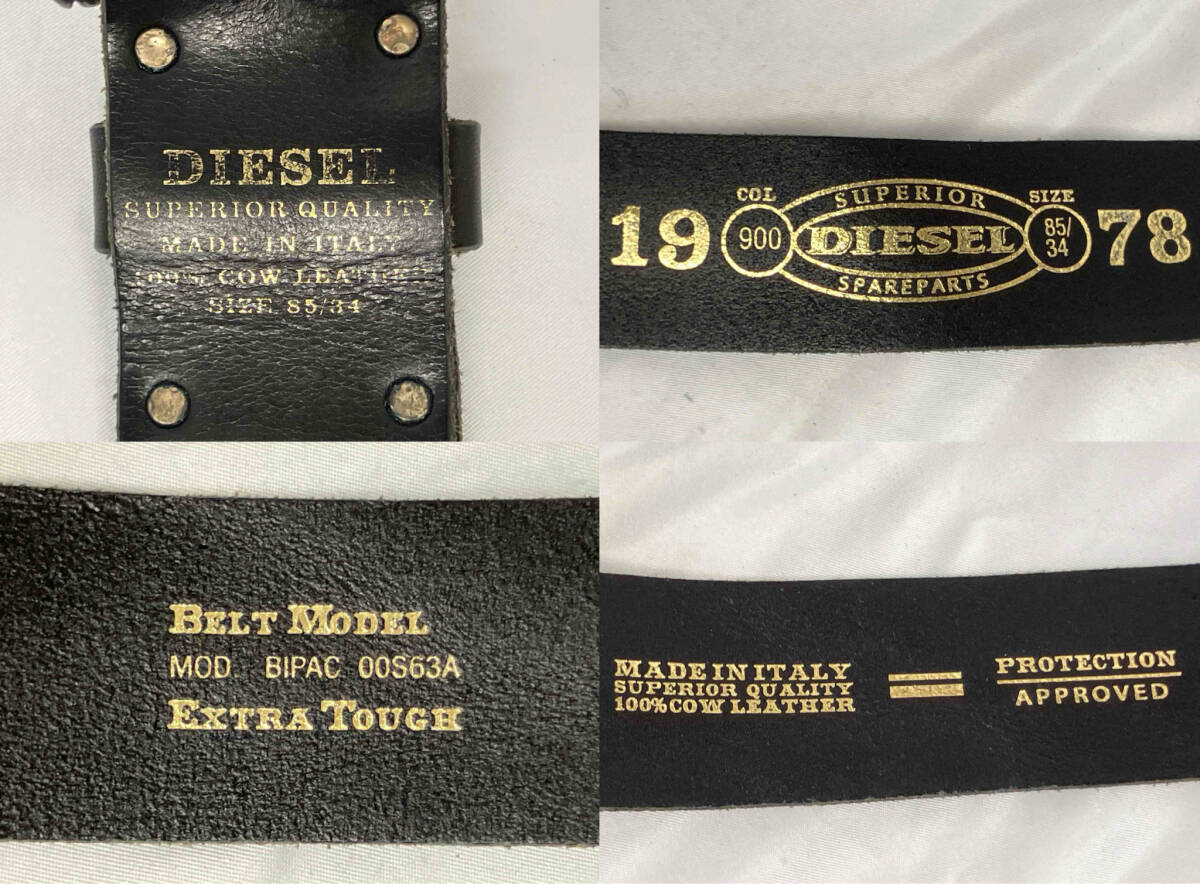 DIESEL
SUPERIOR QUALITY
MADE IN ITALY
100% COW LEATHER
SIZE 85/34
COL
SUPERIOR
SIZE
19
900
DIESEL
85/
34
78
SPAREPARTS
BELT MODEL
MOD BIPAC 00S63A
EXTRA TOUGH
MADE IN ITALY
SUPERIOR QUALITY
100% COW LEATHER
PROTECTION
APPROVED